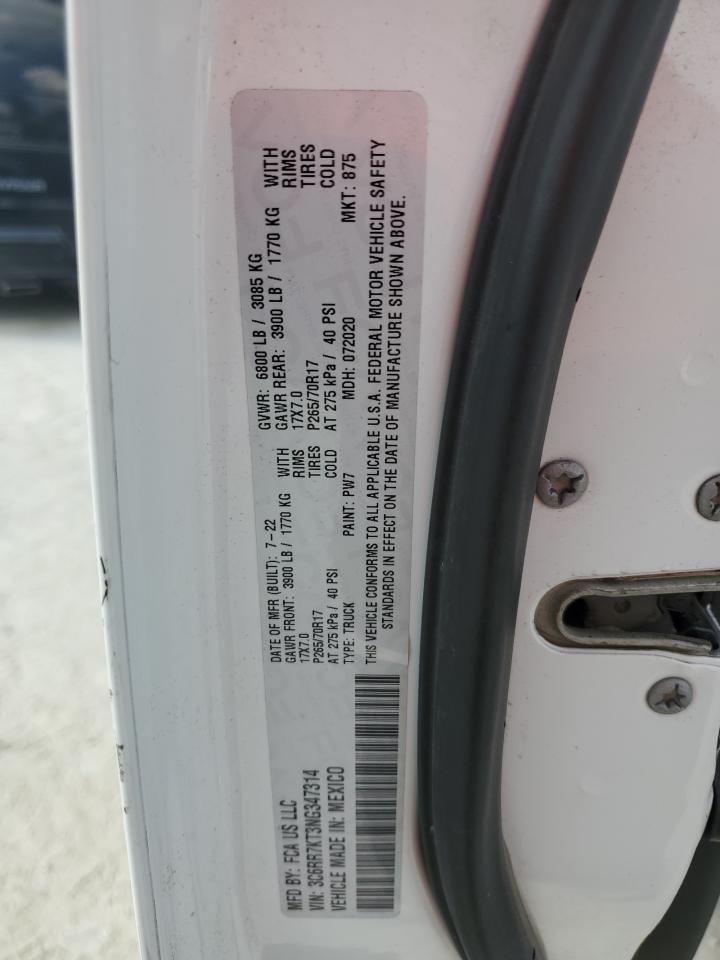 MFD BY: FCA US LLC
DATE OF MFR (BUILT): 7-22
GVWR: 6800 LB / 3085 KG
VIN: 3C6RR7KT3NG347314
GAWR FRONT: 3900 LB / 1770 KG WITH
GAWR REAR: 3900 LB / 1770 KG WITH
VEHICLE MADE IN: MEXICO
17X7.0 RIMS
17X7.0 RIMS
P265/70R17 TIRES
P265/70R17 TIRES
AT 275 kPa / 40 PSI COLD
AT 275 kPa / 40 PSI COLD
TYPE: TRUCK PAINT: PW7 MDH: 072020 MKT: 875
THIS VEHICLE CONFORMS TO ALL APPLICABLE U.S.A. FEDERAL MOTOR VEHICLE SAFETY
STANDARDS IN EFFECT ON THE DATE OF MANUFACTURE SHOWN ABOVE.